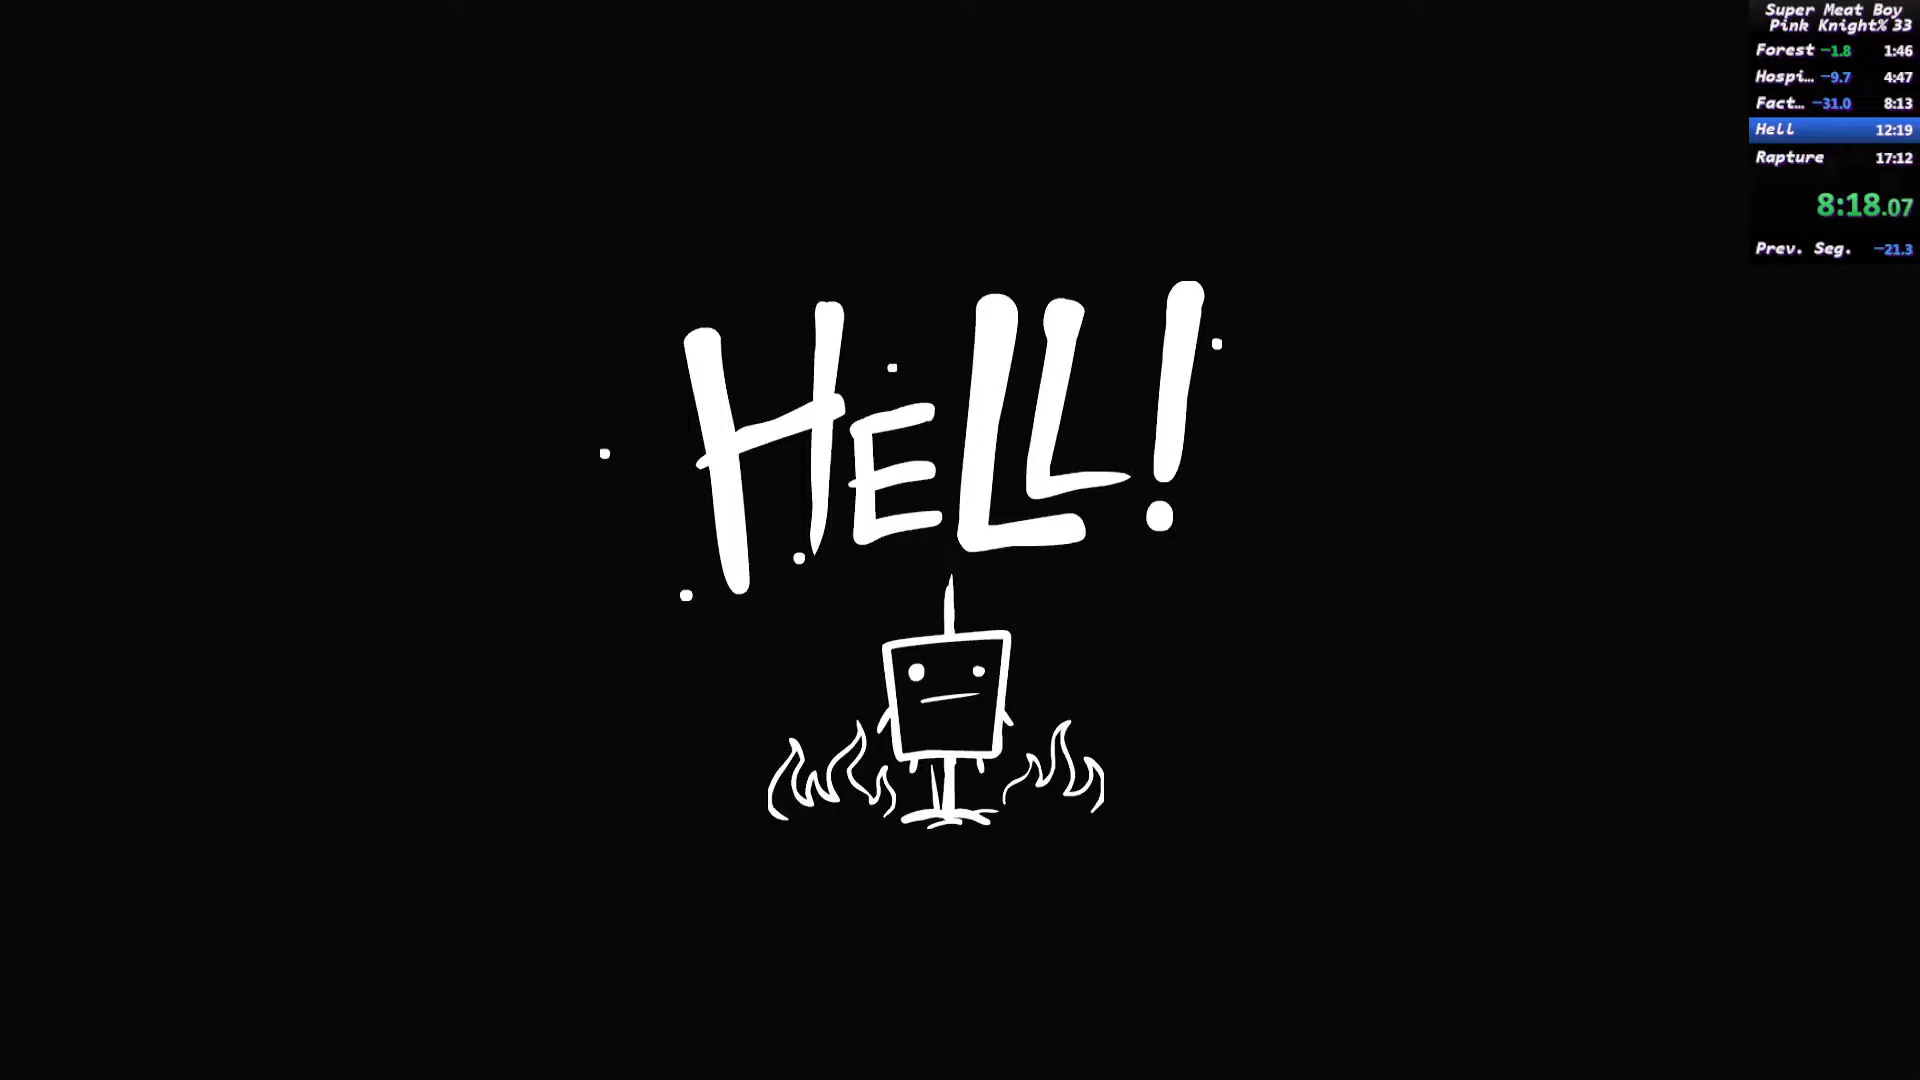 Super Meat Boy
Pink Knight% 33
Forest −1.8 1:46
Hospi… −9.7 4:47
Fact… −31.0 8:13
Hell 12:19
Rapture 17:12
8:18.07
Prev. Seg. −21.3
HELL!